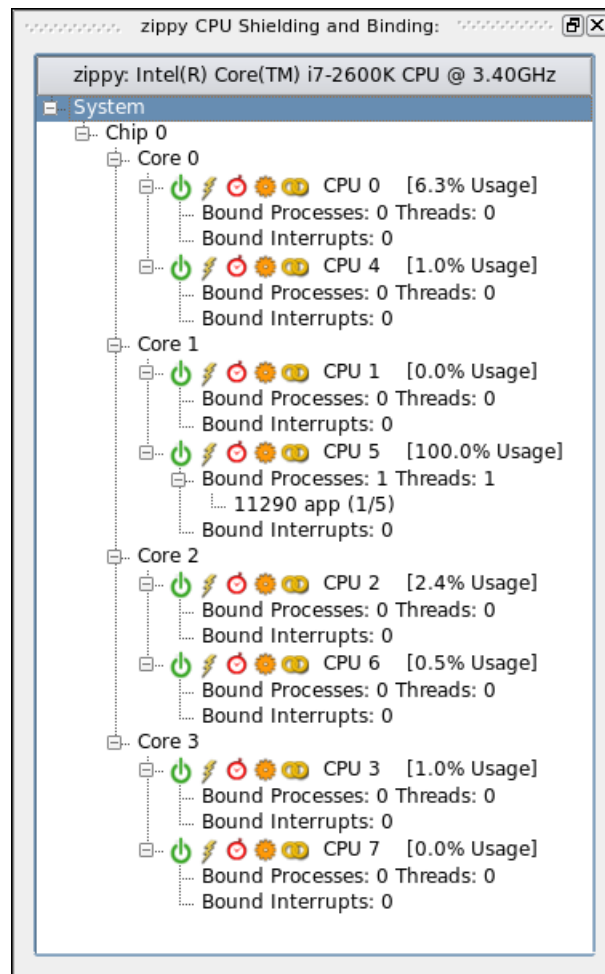 zippy CPU Shielding and Binding:
zippy: Intel(R) Core(TM) i7-2600K CPU @ 3.40GHz
System
Chip 0
Core 0
CPU 0 [6.3% Usage]
Bound Processes: 0 Threads: 0
Bound Interrupts: 0
CPU 4 [1.0% Usage]
Bound Processes: 0 Threads: 0
Bound Interrupts: 0
Core 1
CPU 1 [0.0% Usage]
Bound Processes: 0 Threads: 0
Bound Interrupts: 0
CPU 5 [100.0% Usage]
Bound Processes: 1 Threads: 1
11290 app (1/5)
Bound Interrupts: 0
Core 2
CPU 2 [2.4% Usage]
Bound Processes: 0 Threads: 0
Bound Interrupts: 0
CPU 6 [0.5% Usage]
Bound Processes: 0 Threads: 0
Bound Interrupts: 0
Core 3
CPU 3 [1.0% Usage]
Bound Processes: 0 Threads: 0
Bound Interrupts: 0
CPU 7 [0.0% Usage]
Bound Processes: 0 Threads: 0
Bound Interrupts: 0